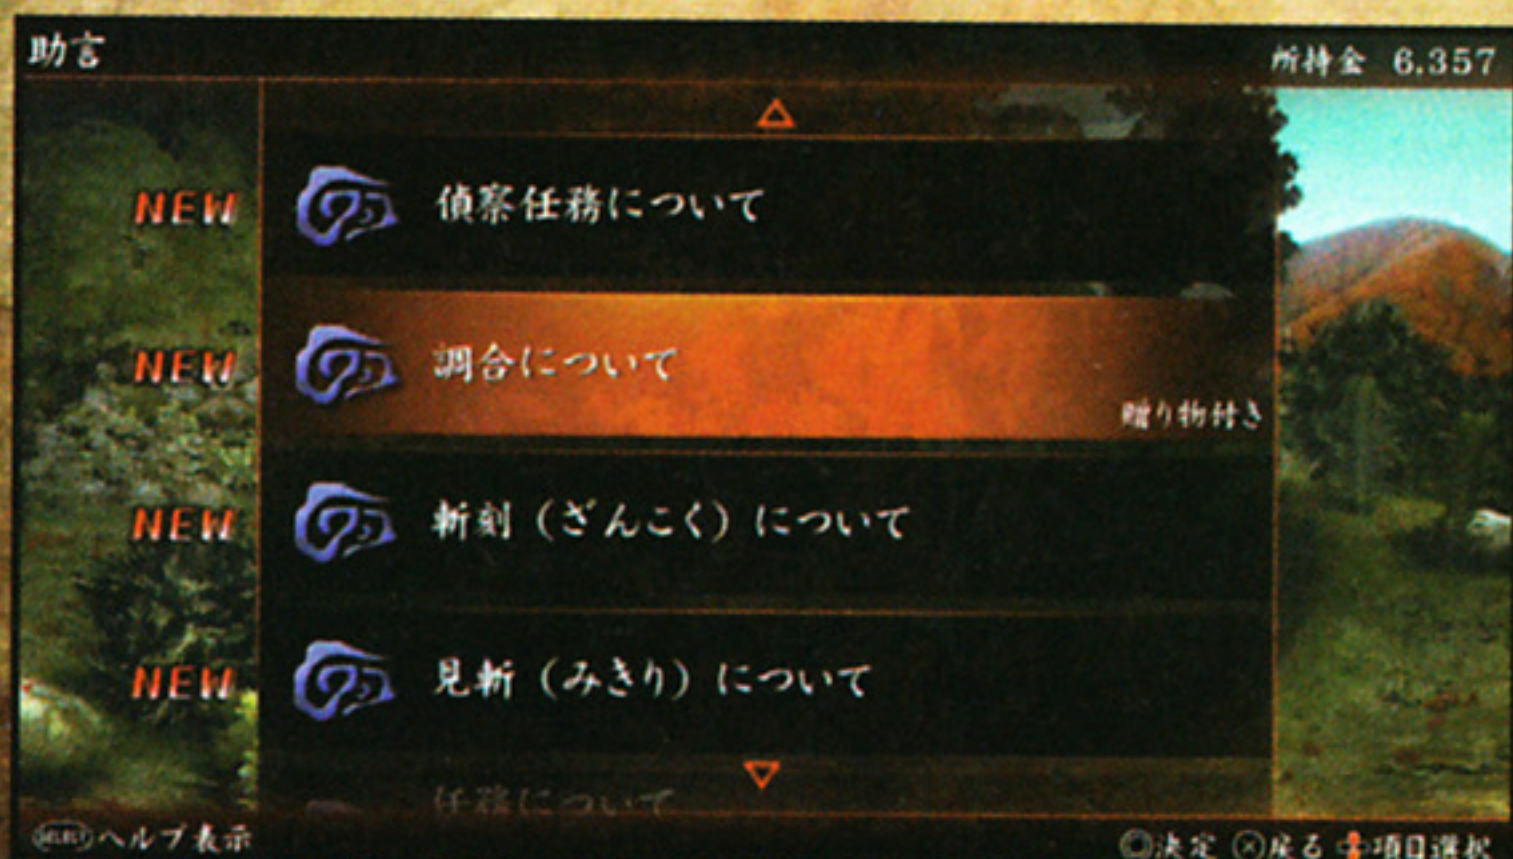 助言
所持金 6,357
NEW 偵察任務について
NEW 調合について
贈り物付き
NEW 斬刻（ざんこく）について
NEW 見斬（みきり）について
任務について
SELECT ヘルプ表示
決定 戻る 項目選択